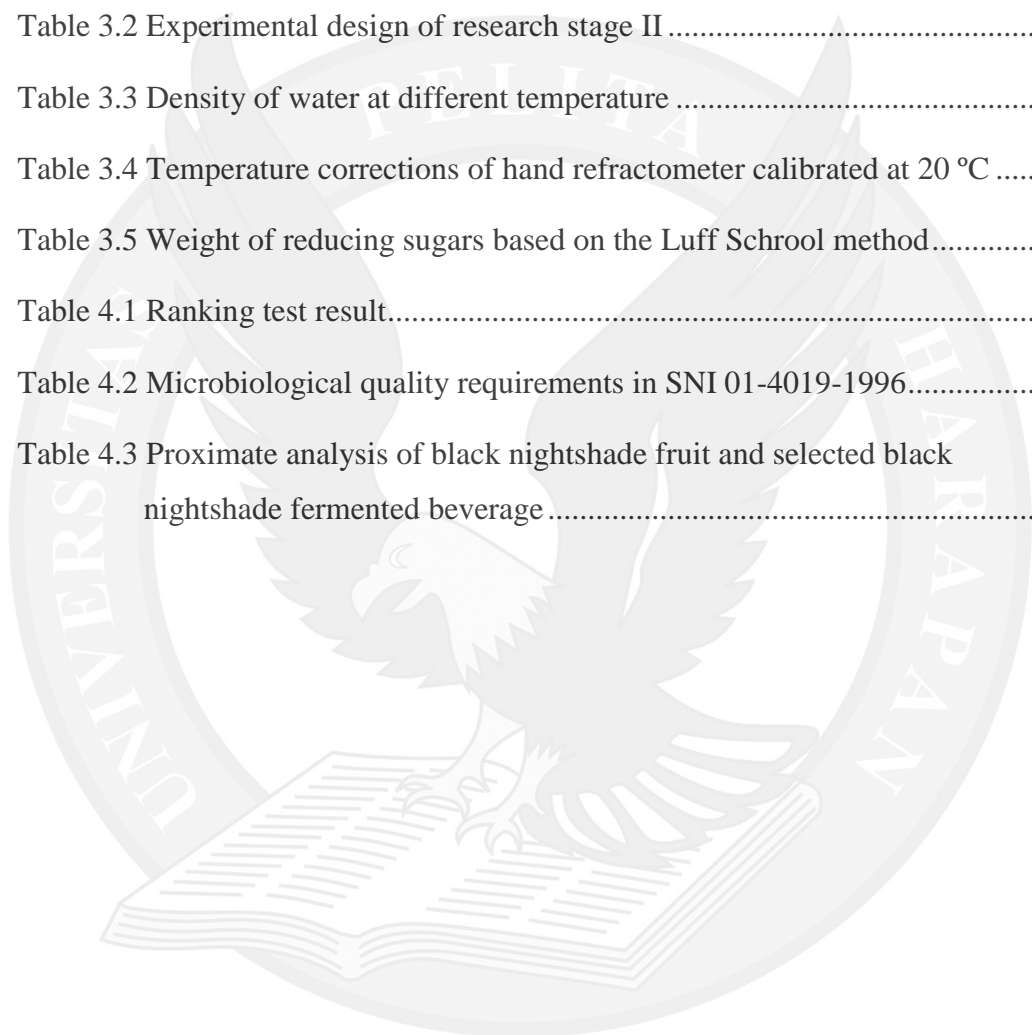 Table 3.2 Experimental design of research stage II....................................
Table 3.3 Density of water at different temperature ...................................
Table 3.4 Temperature corrections of hand refractometer calibrated at 20 ºC .....
Table 3.5 Weight of reducing sugars based on the Luff Schrool method..............
Table 4.1 Ranking test result..........................................................................
Table 4.2 Microbiological quality requirements in SNI 01-4019-1996................
Table 4.3 Proximate analysis of black nightshade fruit and selected black
nightshade fermented beverage ..................................................
UNIVERSITAS PELITA HARAPAN